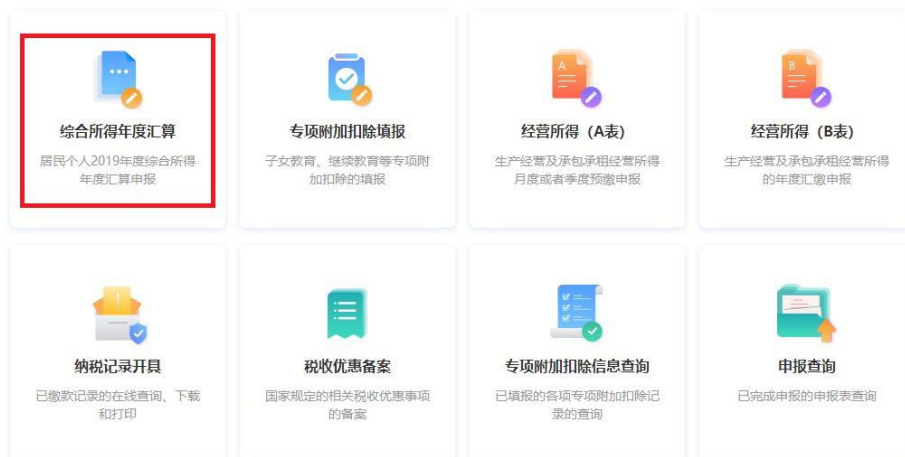 综合所得年度汇算
居民个人2019年度综合所得
年度汇算申报
专项附加扣除填报
子女教育、继续教育等专项附
加扣除的填报
A
经营所得（A表）
生产经营及承包承租经营所得
月度或者季度预缴申报
B
经营所得（B表）
生产经营及承包承租经营所得
的年度汇缴申报
纳税记录开具
已缴款记录的在线查询、下载
和打印
税收优惠备案
国家规定的相关税收优惠事项
的备案
专项附加扣除信息查询
已填报的各项专项附加扣除记
录的查询
申报查询
已完成申报的申报表查询